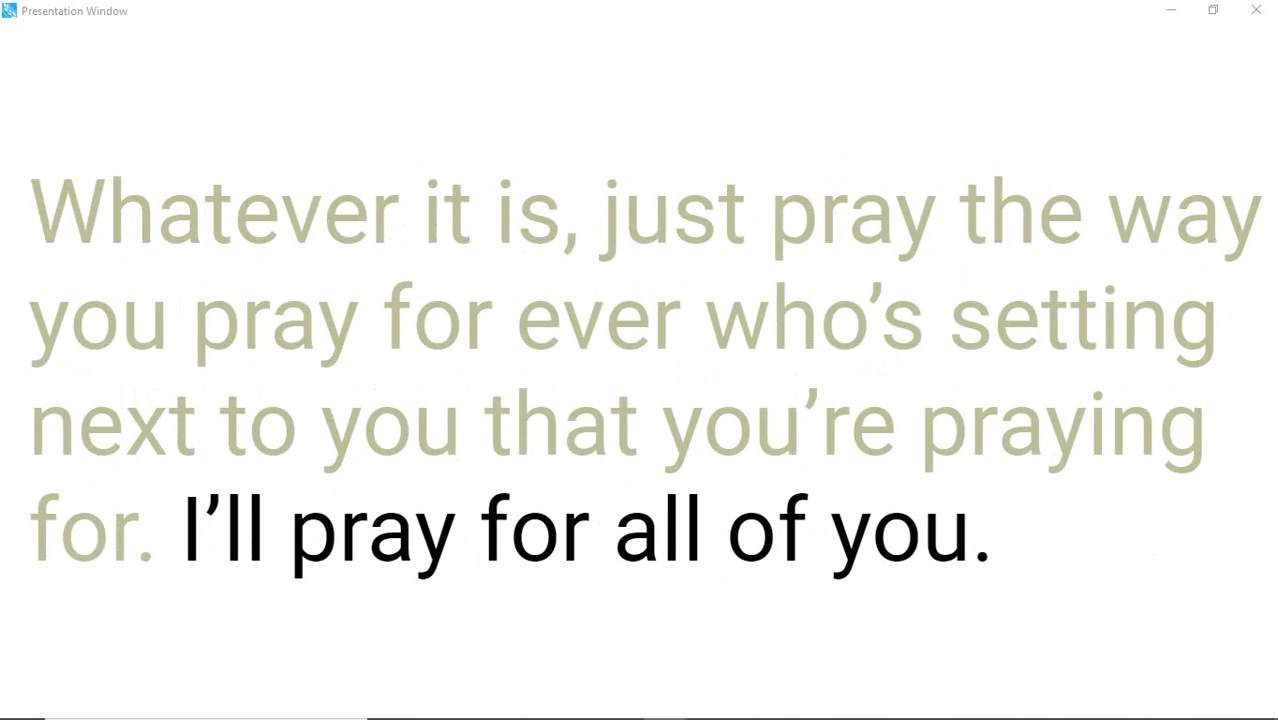 Presentation Window
Whatever it is, just pray the way
you pray for ever who’s setting
next to you that you’re praying
for. I’ll pray for all of you.